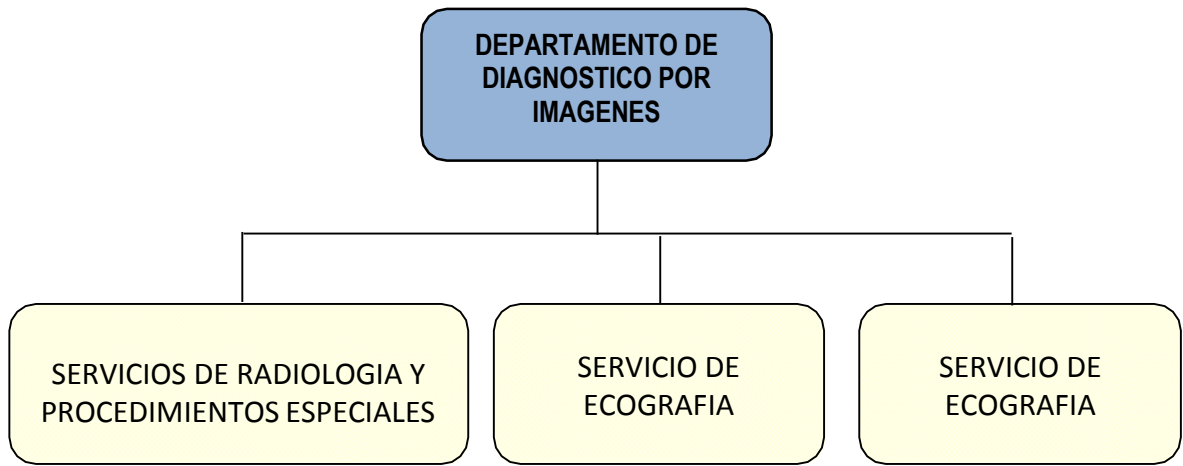 DEPARTAMENTO DE
DIAGNOSTICO POR
IMAGENES
SERVICIOS DE RADIOLOGIA Y
PROCEDIMIENTOS ESPECIALES
SERVICIO DE
ECOGRAFIA
SERVICIO DE
ECOGRAFIA